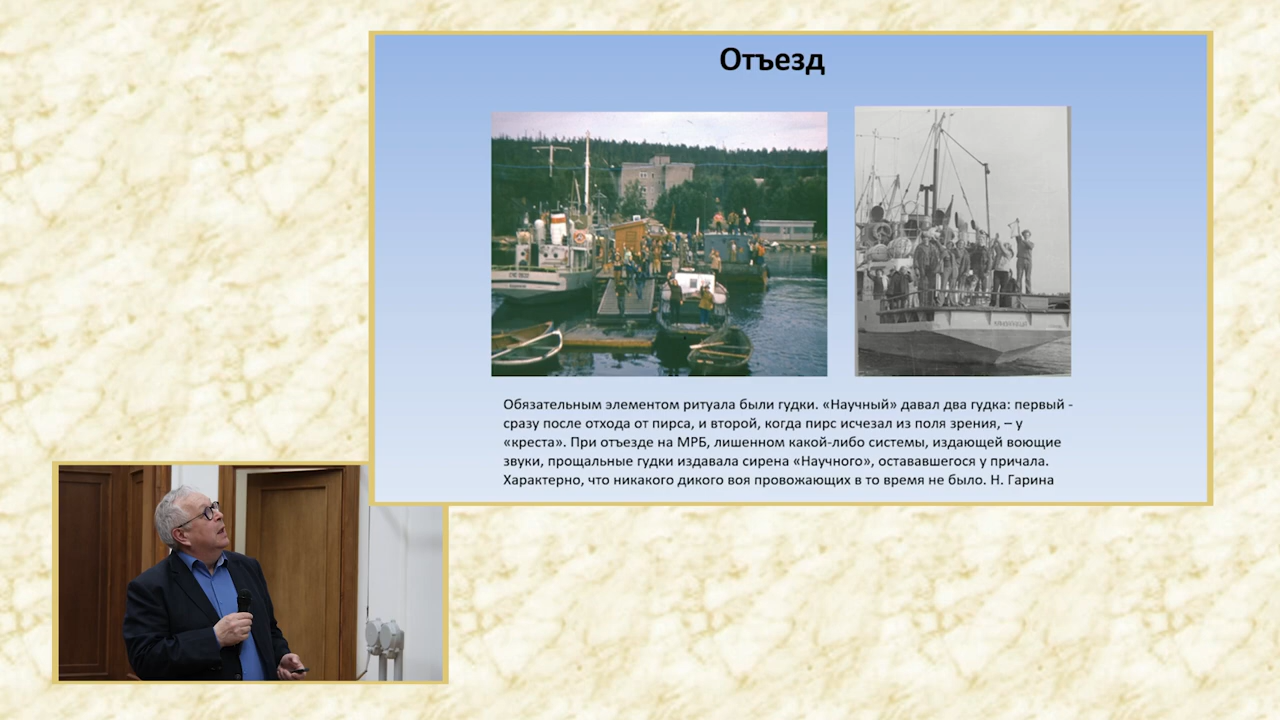 Отъезд
Обязательным элементом ритуала были гудки. «Научный» давал два гудка: первый -
сразу после отхода от пирса, и второй, когда пирс исчезал из поля зрения, – у
«креста». При отъезде на МРБ, лишенном какой-либо системы, издающей воющие
звуки, прощальные гудки издавала сирена «Научного», остававшегося у причала.
Характерно, что никакого дикого воя провожающих в то время не было. Н. Гарина